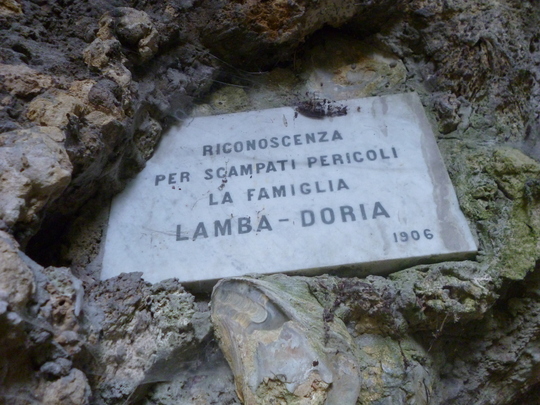 RICONOSCENZA
PER SCAMPATI PERICOLI
LA FAMIGLIA
LAMBA-DORIA
1906